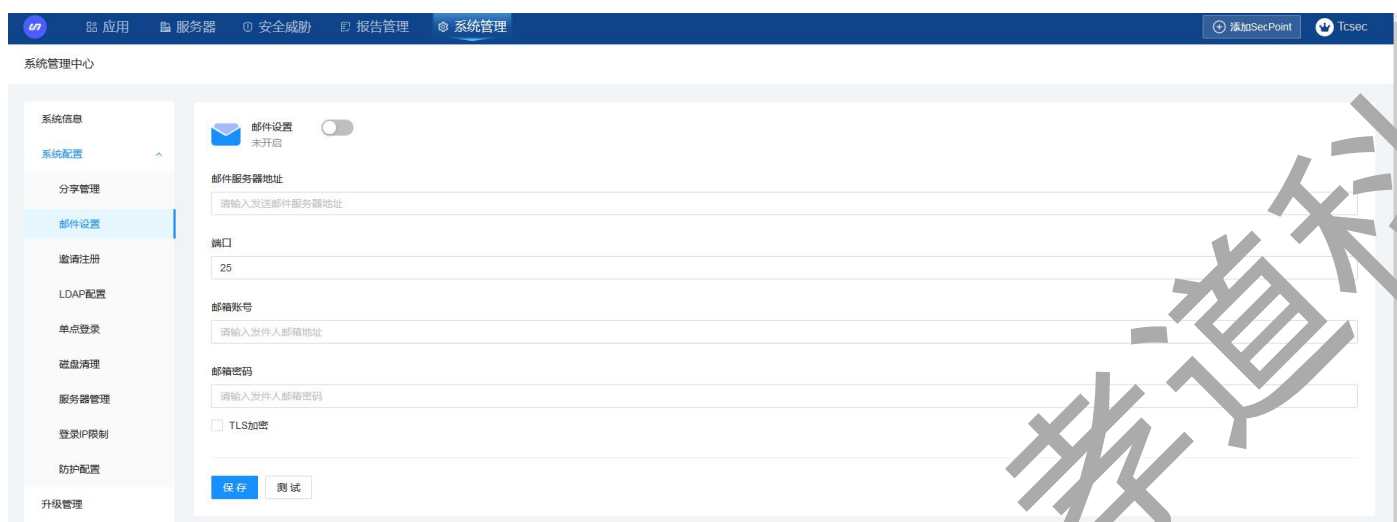 应用 服务器 安全威胁 报告管理 系统管理 添加SecPoint Tcsec
系统管理中心
系统信息
系统配置
分享管理
邮件设置
邀请注册
LDAP配置
单点登录
磁盘清理
服务器管理
登录IP限制
防护配置
升级管理
邮件设置
未开启
邮件服务器地址
请输入发送邮件服务器地址
端口
25
邮箱账号
请输入发件人邮箱地址
邮箱密码
请输入发件人邮箱密码
TLS加密
保存 测试
孝道科